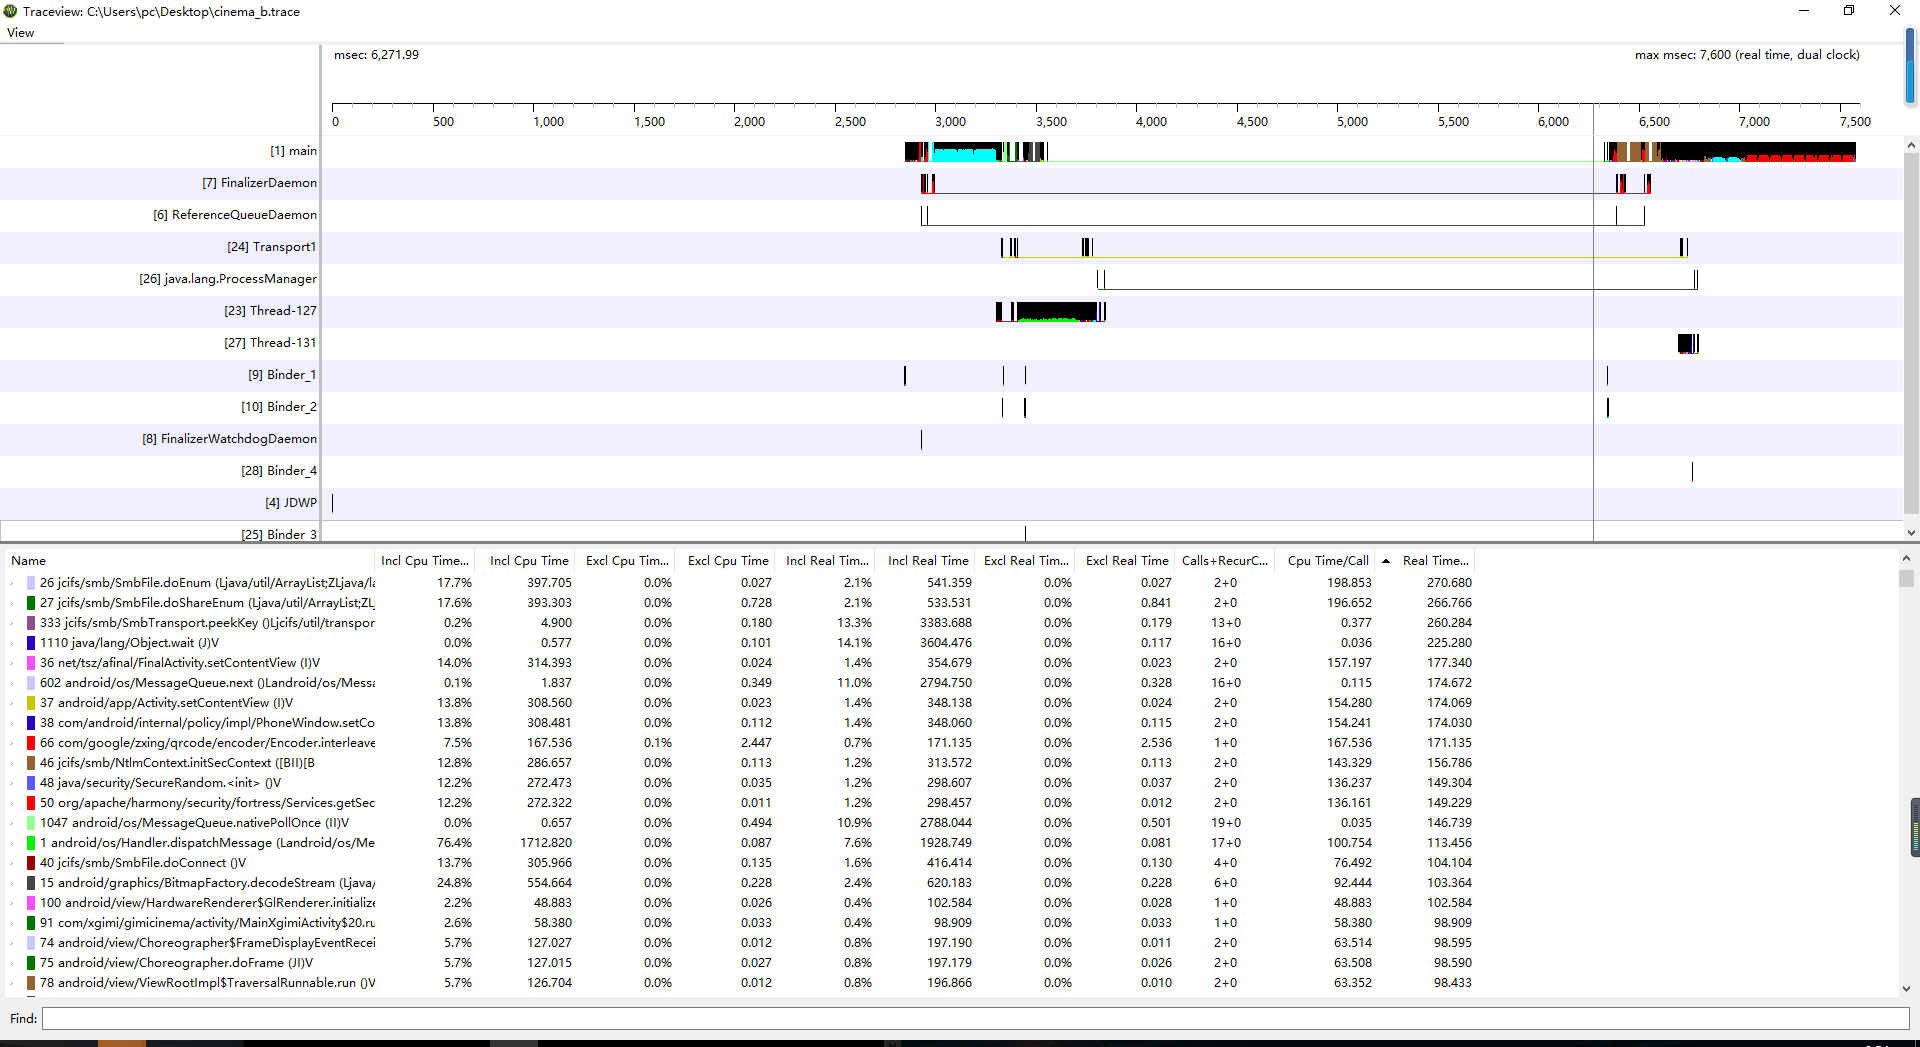 Traceview: C:\Users\pc\Desktop\cinema_b.trace
View
msec: 6,271.99
max msec: 7,600 (real time, dual clock)
0 500 1,000 1,500 2,000 2,500 3,000 3,500 4,000 4,500 5,000 5,500 6,000 6,500 7,000 7,500
[1] main
[7] FinalizerDaemon
[6] ReferenceQueueDaemon
[24] Transport1
[26] java.lang.ProcessManager
[23] Thread-127
[27] Thread-131
[9] Binder_1
[10] Binder_2
[8] FinalizerWatchdogDaemon
[28] Binder_4
[4] JDWP
[25] Binder_3
Name Incl Cpu Time... Incl Cpu Time Excl Cpu Tim... Excl Cpu Time Incl Real Tim... Incl Real Time Excl Real Tim... Excl Real Time Calls+RecurC... Cpu Time/Call Real Time...
26 jcifs/smb/SmbFile.doEnum (Ljava/util/ArrayList;ZLjava/la 17.7% 397.705 0.0% 0.027 2.1% 541.359 0.0% 0.027 2+0 198.853 270.680
27 jcifs/smb/SmbFile.doShareEnum (Ljava/util/ArrayList;ZL 17.6% 393.303 0.0% 0.728 2.1% 533.531 0.0% 0.841 2+0 196.652 266.766
333 jcifs/smb/SmbTransport.peekKey ()Ljcifs/util/transpor 0.2% 4.900 0.0% 0.180 13.3% 3383.688 0.0% 0.179 13+0 0.377 260.284
1110 java/lang/Object.wait (J)V 0.0% 0.577 0.0% 0.101 14.1% 3604.476 0.0% 0.117 16+0 0.036 225.280
36 net/tsz/afinal/FinalActivity.setContentView (I)V 14.0% 314.393 0.0% 0.024 1.4% 354.679 0.0% 0.023 2+0 157.197 177.340
602 android/os/MessageQueue.next ()Landroid/os/Messa 0.1% 1.837 0.0% 0.349 11.0% 2794.750 0.0% 0.328 16+0 0.115 174.672
37 android/app/Activity.setContentView (I)V 13.8% 308.560 0.0% 0.023 1.4% 348.138 0.0% 0.024 2+0 154.280 174.069
38 com/android/internal/policy/impl/PhoneWindow.setCo 13.8% 308.481 0.0% 0.112 1.4% 348.060 0.0% 0.115 2+0 154.241 174.030
66 com/google/zxing/qrcode/encoder/Encoder.interleave 7.5% 167.536 0.1% 2.447 0.7% 171.135 0.0% 2.536 1+0 167.536 171.135
46 jcifs/smb/NtlmContext.initSecContext ([BII)[B 12.8% 286.657 0.0% 0.113 1.2% 313.572 0.0% 0.113 2+0 143.329 156.786
48 java/security/SecureRandom.<init> ()V 12.2% 272.473 0.0% 0.035 1.2% 298.607 0.0% 0.037 2+0 136.237 149.304
50 org/apache/harmony/security/fortress/Services.getSec 12.2% 272.322 0.0% 0.011 1.2% 298.457 0.0% 0.012 2+0 136.161 149.229
1047 android/os/MessageQueue.nativePollOnce (II)V 0.0% 0.657 0.0% 0.494 10.9% 2788.044 0.0% 0.501 19+0 0.035 146.739
1 android/os/Handler.dispatchMessage (Landroid/os/Me 76.4% 1712.820 0.0% 0.087 7.6% 1928.749 0.0% 0.081 17+0 100.754 113.456
40 jcifs/smb/SmbFile.doConnect ()V 13.7% 305.966 0.0% 0.135 1.6% 416.414 0.0% 0.130 4+0 76.492 104.104
15 android/graphics/BitmapFactory.decodeStream (Ljava/ 24.8% 554.664 0.0% 0.228 2.4% 620.183 0.0% 0.228 6+0 92.444 103.364
100 android/view/HardwareRenderer$GlRenderer.initialize 2.2% 48.883 0.0% 0.026 0.4% 102.584 0.0% 0.028 1+0 48.883 102.584
91 com/xgimi/gimicinema/activity/MainXgimiActivity$20.ru 2.6% 58.380 0.0% 0.033 0.4% 98.909 0.0% 0.033 1+0 58.380 98.909
74 android/view/Choreographer$FrameDisplayEventRecei 5.7% 127.027 0.0% 0.012 0.8% 197.190 0.0% 0.011 2+0 63.514 98.595
75 android/view/Choreographer.doFrame (JI)V 5.7% 127.015 0.0% 0.027 0.8% 197.179 0.0% 0.026 2+0 63.508 98.590
78 android/view/ViewRootImpl$TraversalRunnable.run ()V 5.7% 126.704 0.0% 0.012 0.8% 196.866 0.0% 0.010 2+0 63.352 98.433
Find: